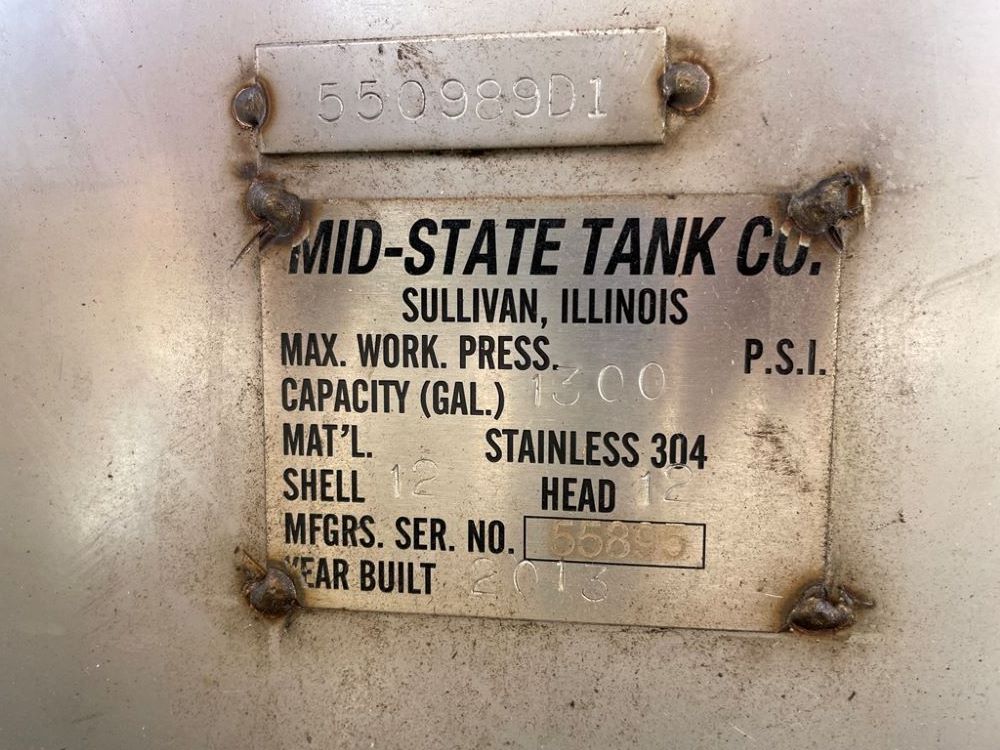 550989D1
MID-STATE TANK CO.
SULLIVAN, ILLINOIS
MAX. WORK. PRESS. P.S.I.
CAPACITY (GAL.) 1300
MAT'L. STAINLESS 304
SHELL 12 HEAD 12
MFGRS. SER. NO. 55895
YEAR BUILT 2013